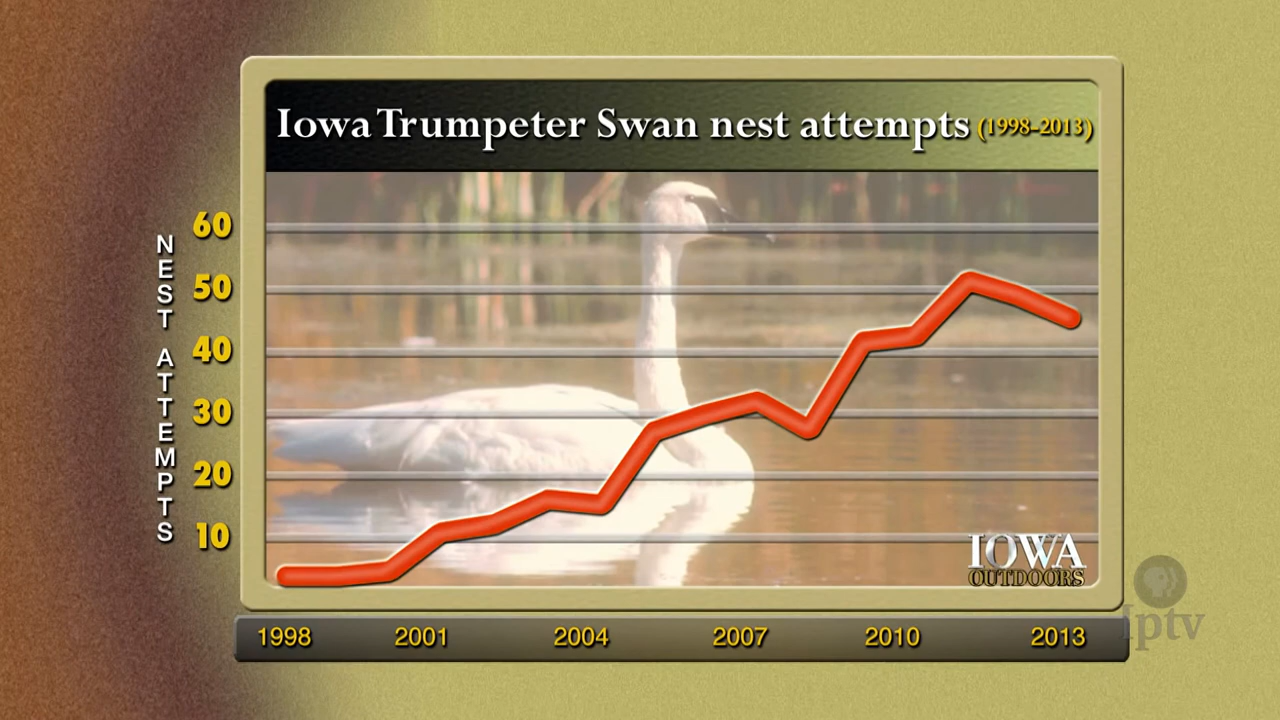 Iowa Trumpeter Swan nest attempts (1998-2013)
NEST ATTEMPTS
60
50
40
30
20
10
IOWA
OUTDOORS
1998 2001 2004 2007 2010 2013
Iptv